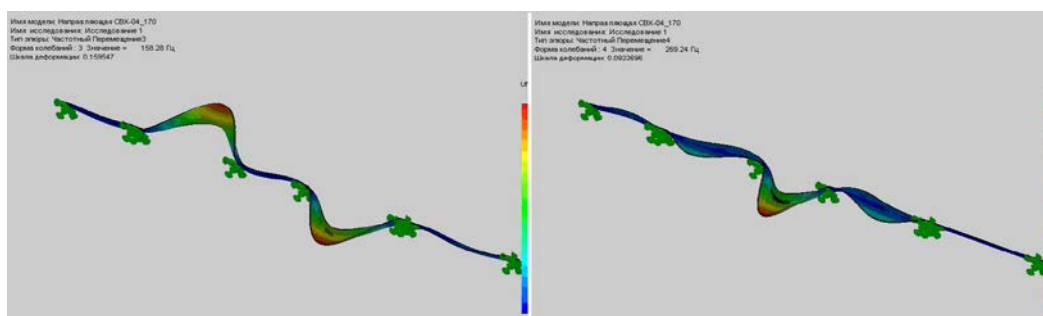 Имя модели: Направляющая СВК-04_170
Имя исследования: Исследование 1
Тип эпюры: Частотный Перемещение3
Форма колебаний : 3 Значение = 158.28 Гц
Шкала деформации: 0.159547
Имя модели: Направляющая СВК-04_170
Имя исследования: Исследование 1
Тип эпюры: Частотный Перемещение4
Форма колебаний : 4 Значение = 269.24 Гц
Шкала деформации: 0.0922696